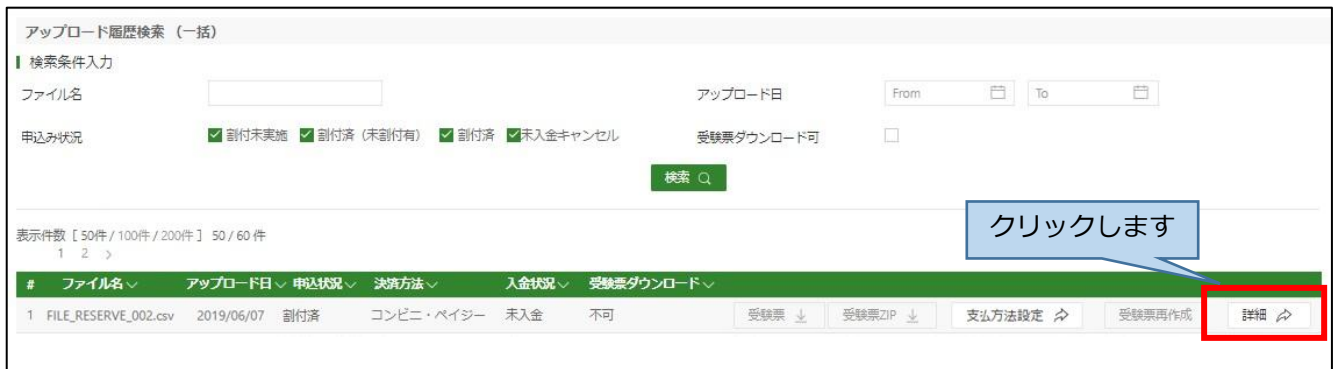 アップロード履歴検索 （一括）
検索条件入力
ファイル名 アップロード日 From To
申込み状況 割付未実施 割付済（未割付有） 割付済 未入金キャンセル 受験票ダウンロード可
検索
クリックします
表示件数 [ 50件 / 100件 / 200件 ] 50 / 60 件
1 2 >
# ファイル名 アップロード日 申込状況 決済方法 入金状況 受験票ダウンロード
1 FILE_RESERVE_002.csv 2019/06/07 割付済 コンビニ・ペイジー 未入金 不可 受験票 受験票ZIP 支払方法設定 受験票再作成 詳細